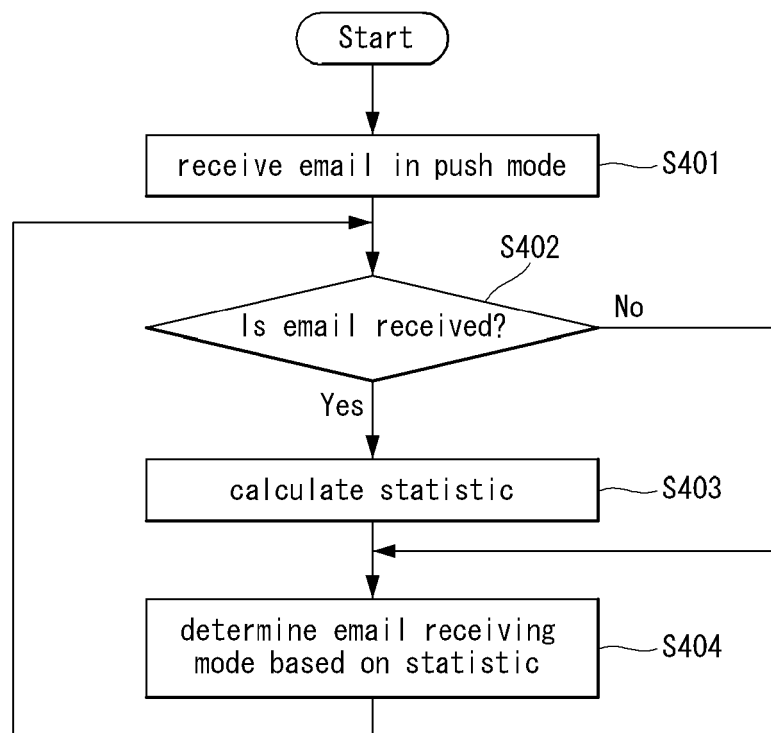 Start
receive email in push mode
S401
S402
Is email received?
No
Yes
calculate statistic
S403
determine email receiving
mode based on statistic
S404